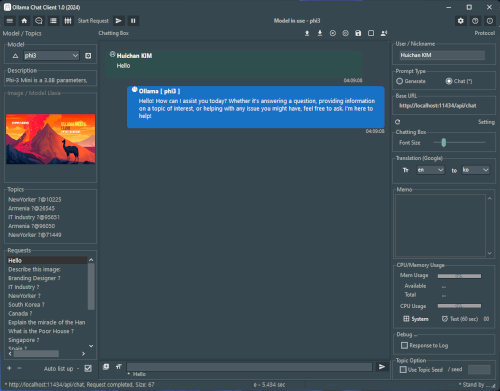 Ollama Chat Client 1.0 (2024)
Start Request
Model in use - phi3
Model / Topics
Chatting Box
Protocol
Model
phi3
Description
Phi-3 Mini is a 3.8B parameters,
Image / Model Llava
Topics
NewYorker ?@10225
Armenia ?@26545
IT Industry ?@95651
Armenia ?@96050
NewYorker ?@71449
Requests
Hello
Describe this image:
Branding Designer ?
IT Industry ?
NewYorker ?
South Korea ?
Canada ?
Explain the miracle of the Han
What is the Poor House ?
Singapore ?
Spain ?
Auto list up
Huichan KIM
Hello
04:09:08
Ollama [ phi3 ]
Hello! How can I assist you today? Whether it's answering a question, providing information
on a topic of interest, or helping with any issue you might have, feel free to ask. I'm here to
help!
04:09:08
* Hello
User / Nickname
Huichan KIM
Prompt Type
Generate
Chat (*)
Base URL
http://localhost:11434/api/chat
Setting
Chatting Box
Font Size
Translation (Google)
Tr en to ko
Memo
CPU/Memory Usage
Mem Usage
Available ...
Total ...
CPU Usage
System
Test (60 sec)
Debug ...
Response to Log
Topic Option
Use Topic Seed / seed
* http://localhost:11434/api/chat, Request completed, Size: 67
e - 5.434 sec
* Stand by ...